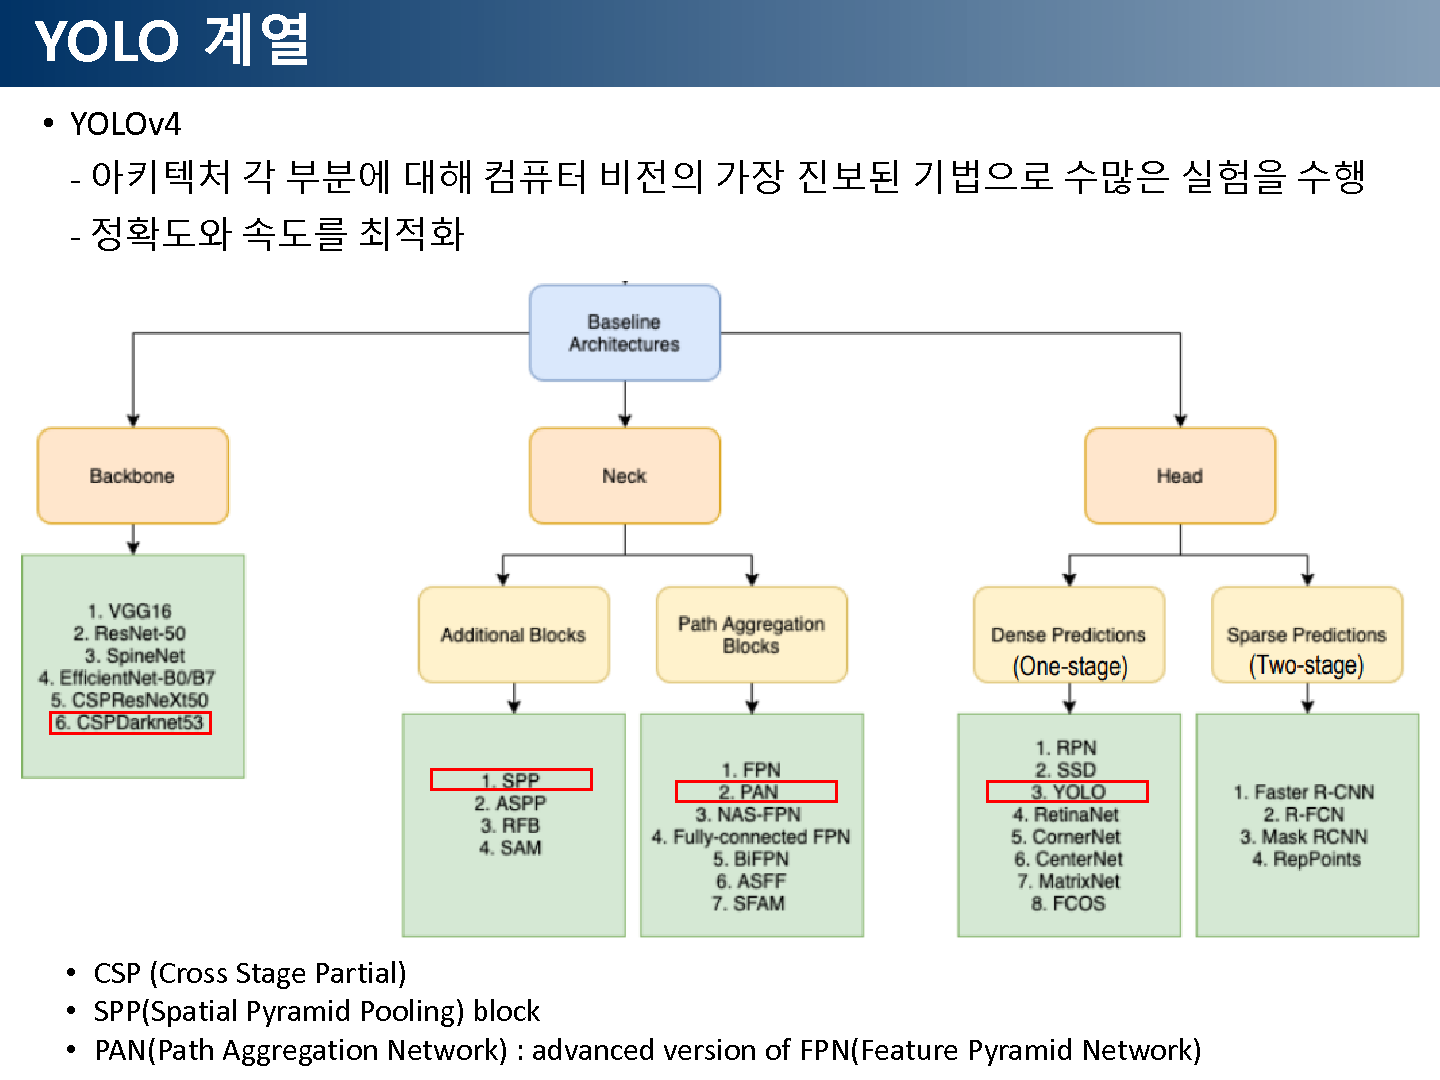 YOLO 계열
• YOLOv4
- 아키텍처 각 부분에 대해 컴퓨터 비전의 가장 진보된 기법으로 수많은 실험을 수행
- 정확도와 속도를 최적화
Baseline
Architectures
Backbone
Neck
Head
1. VGG16
2. ResNet-50
3. SpineNet
4. EfficientNet-B0/B7
5. CSPResNeXt50
6. CSPDarknet53
Additional Blocks
1. SPP
2. ASPP
3. RFB
4. SAM
Path Aggregation
Blocks
1. FPN
2. PAN
3. NAS-FPN
4. Fully-connected FPN
5. BiFPN
6. ASFF
7. SFAM
Dense Predictions
(One-stage)
1. RPN
2. SSD
3. YOLO
4. RetinaNet
5. CornerNet
6. CenterNet
7. MatrixNet
8. FCOS
Sparse Predictions
(Two-stage)
1. Faster R-CNN
2. R-FCN
3. Mask RCNN
4. RepPoints
• CSP (Cross Stage Partial)
• SPP(Spatial Pyramid Pooling) block
• PAN(Path Aggregation Network) : advanced version of FPN(Feature Pyramid Network)